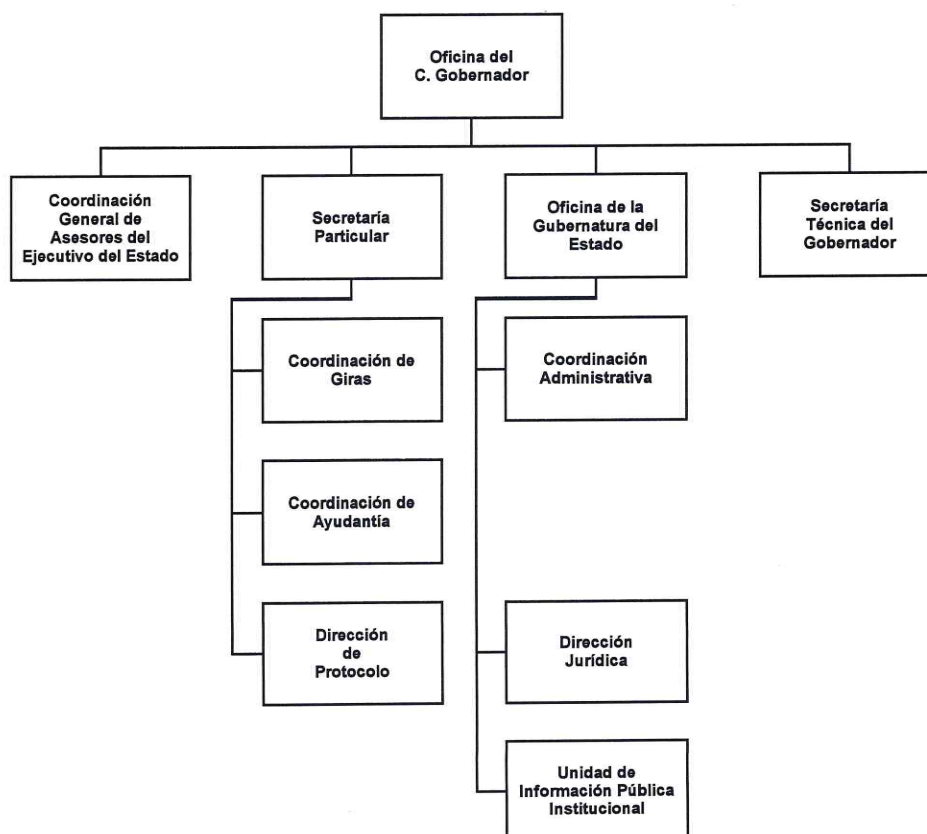 Oficina del
C. Gobernador
Coordinación
General de
Asesores del
Ejecutivo del Estado
Secretaría
Particular
Oficina de la
Gubernatura del
Estado
Secretaría
Técnica del
Gobernador
Coordinación de
Giras
Coordinación
Administrativa
Coordinación de
Ayudantía
Dirección
de
Protocolo
Dirección
Jurídica
Unidad de
Información Pública
Institucional